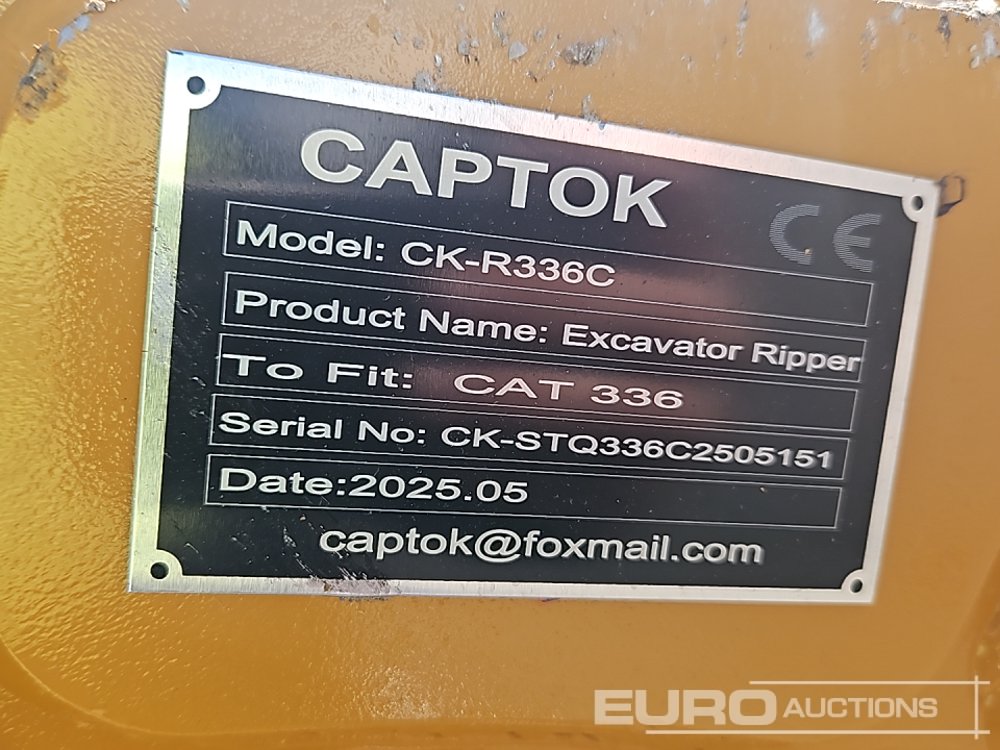 CAPTOK
CE
Model: CK-R336C
Product Name: Excavator Ripper
To Fit: CAT 336
Serial No: CK-STQ336C2505151
Date:2025.05
captok@foxmail.com
EURO AUCTIONS